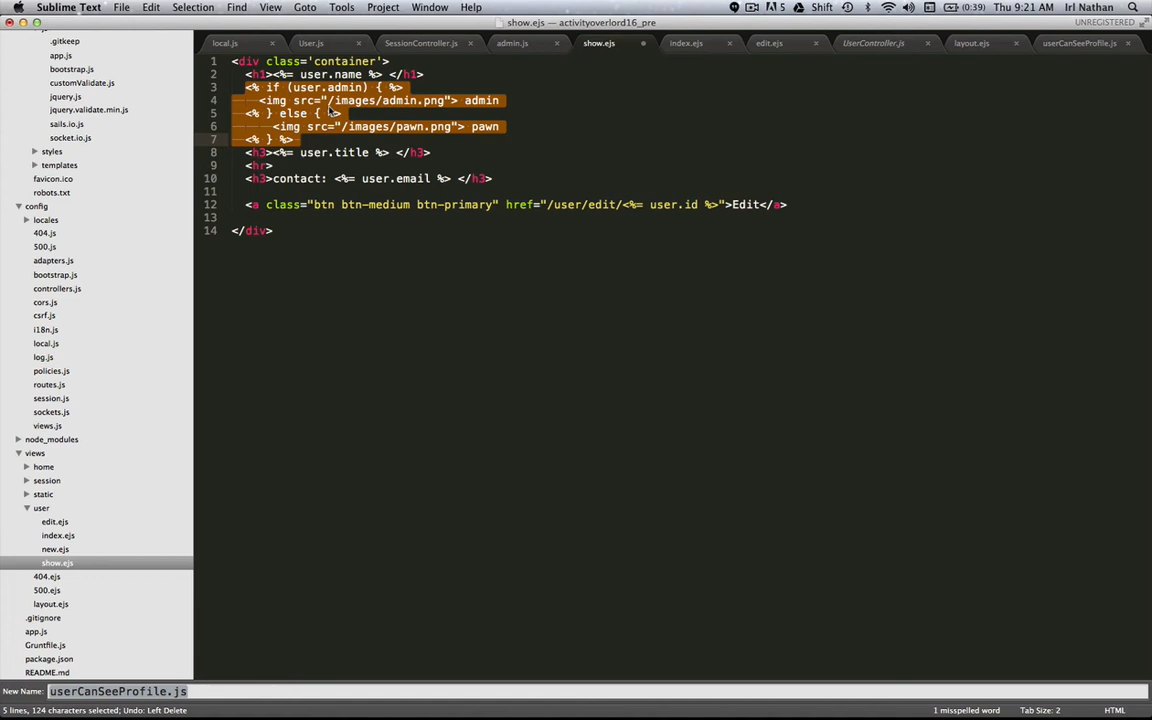 Sublime Text File Edit Selection Find View Goto Tools Project Window Help 5 Shift (0:39) Thu 9:21 AM Irl Nathan
show.ejs — activityoverlord16_pre UNREGISTERED
local.js × User.js × SessionController.js × admin.js × show.ejs index.ejs × edit.ejs × UserController.js × layout.ejs × userCanSeeProfile.js ×
.gitkeep
app.js
bootstrap.js
customValidate.js
jquery.js
jquery.validate.min.js
sails.io.js
socket.io.js
styles
templates
favicon.ico
robots.txt
config
locales
404.js
500.js
adapters.js
bootstrap.js
controllers.js
cors.js
csrf.js
i18n.js
local.js
log.js
policies.js
routes.js
session.js
sockets.js
views.js
node_modules
views
home
session
static
user
edit.ejs
index.ejs
new.ejs
show.ejs
404.ejs
500.ejs
layout.ejs
.gitignore
app.js
Gruntfile.js
package.json
README.md
1 <div class='container'>
2 <h1><%= user.name %> </h1>
3 <% if (user.admin) { %>
4 <img src="/images/admin.png"> admin
5 <% } else { %>
6 <img src="/images/pawn.png"> pawn
7 <% } %>
8 <h3><%= user.title %> </h3>
9 <hr>
10 <h3>contact: <%= user.email %> </h3>
11
12 <a class="btn btn-medium btn-primary" href="/user/edit/<%= user.id %>">Edit</a>
13
14 </div>
New Name: userCanSeeProfile.js
5 lines, 124 characters selected; Undo: Left Delete 1 misspelled word Tab Size: 2 HTML